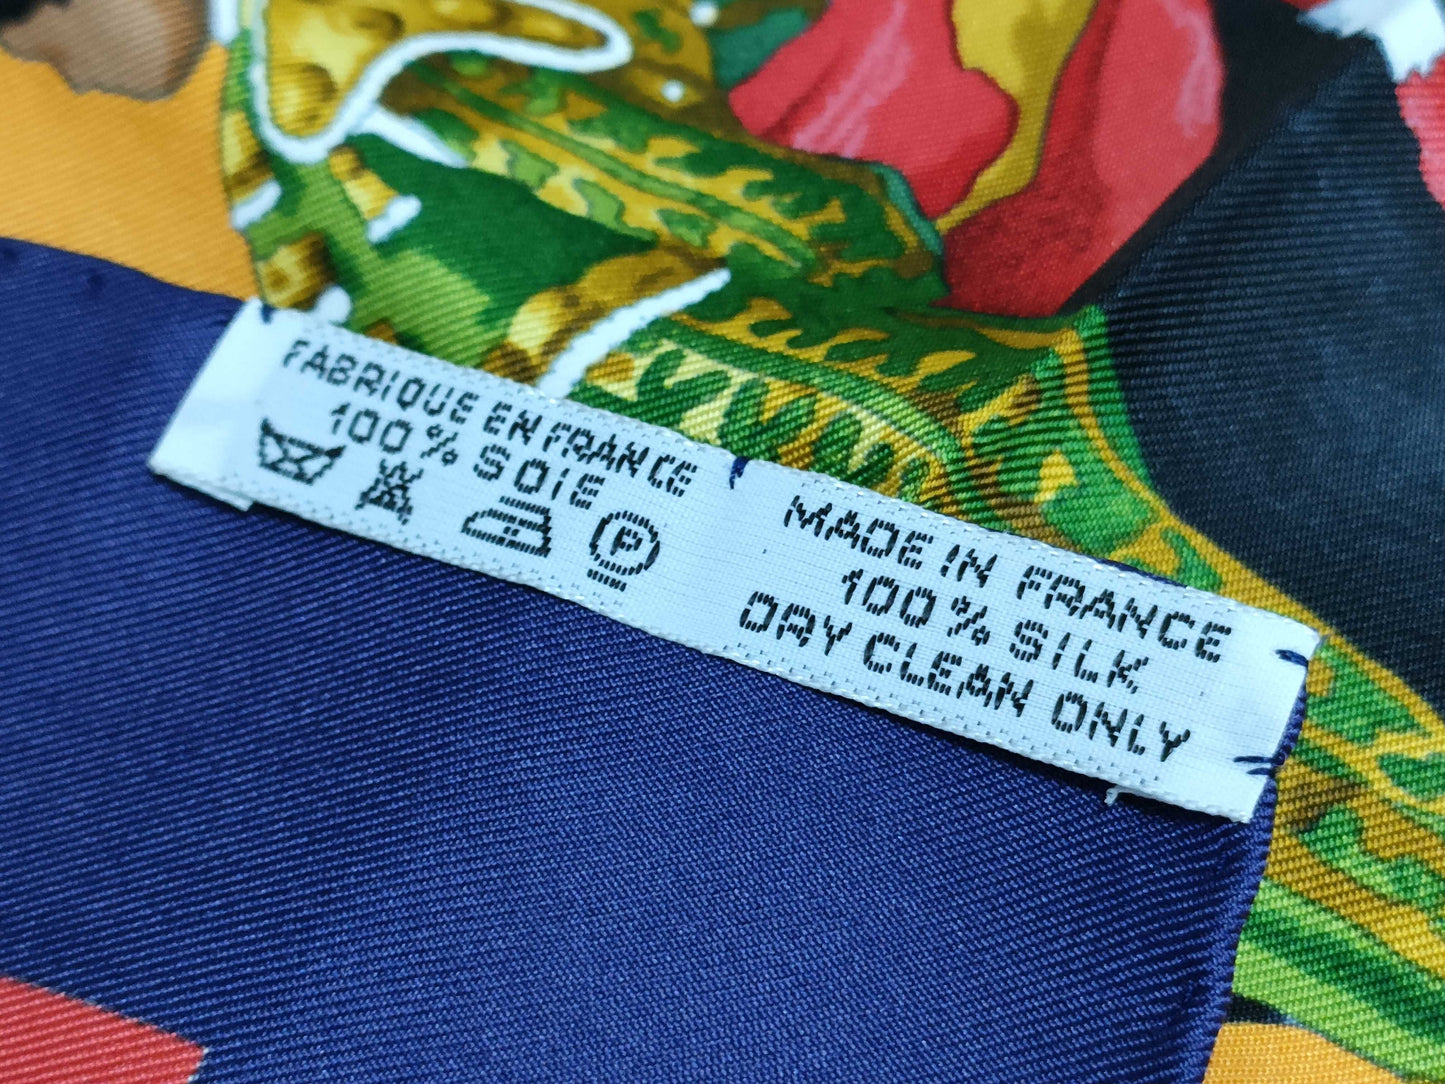 FABRIQUE EN FRANCE
100% SOIE
P
MADE IN FRANCE
100% SILK
DRY CLEAN ONLY